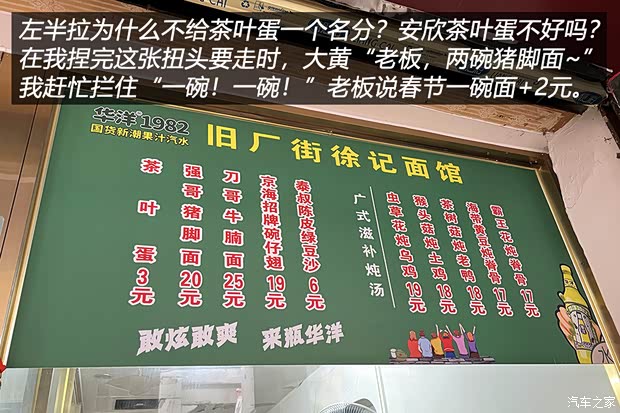 左半拉为什么不给茶叶蛋一个名分？安欣茶叶蛋不好吗？
在我捏完这张扭头要走时，大黄“老板，两碗猪脚面~”
我赶忙拦住“一碗！一碗！”老板说春节一碗面+2元。
华洋1982
国货新潮果汁汽水
旧厂街徐记面馆
茶叶蛋3元
强哥猪脚面20元
刀哥牛腩面25元
京海招牌碗仔翅19元
泰叔陈皮绿豆沙6元
广式滋补炖汤
虫草花炖乌鸡19元
猴头菇炖土鸡18元
茶树菇炖老鸭18元
海带黄豆炖脊骨17元
霸王花炖脊骨17元
敢炫敢爽 来瓶华洋
汽车之家